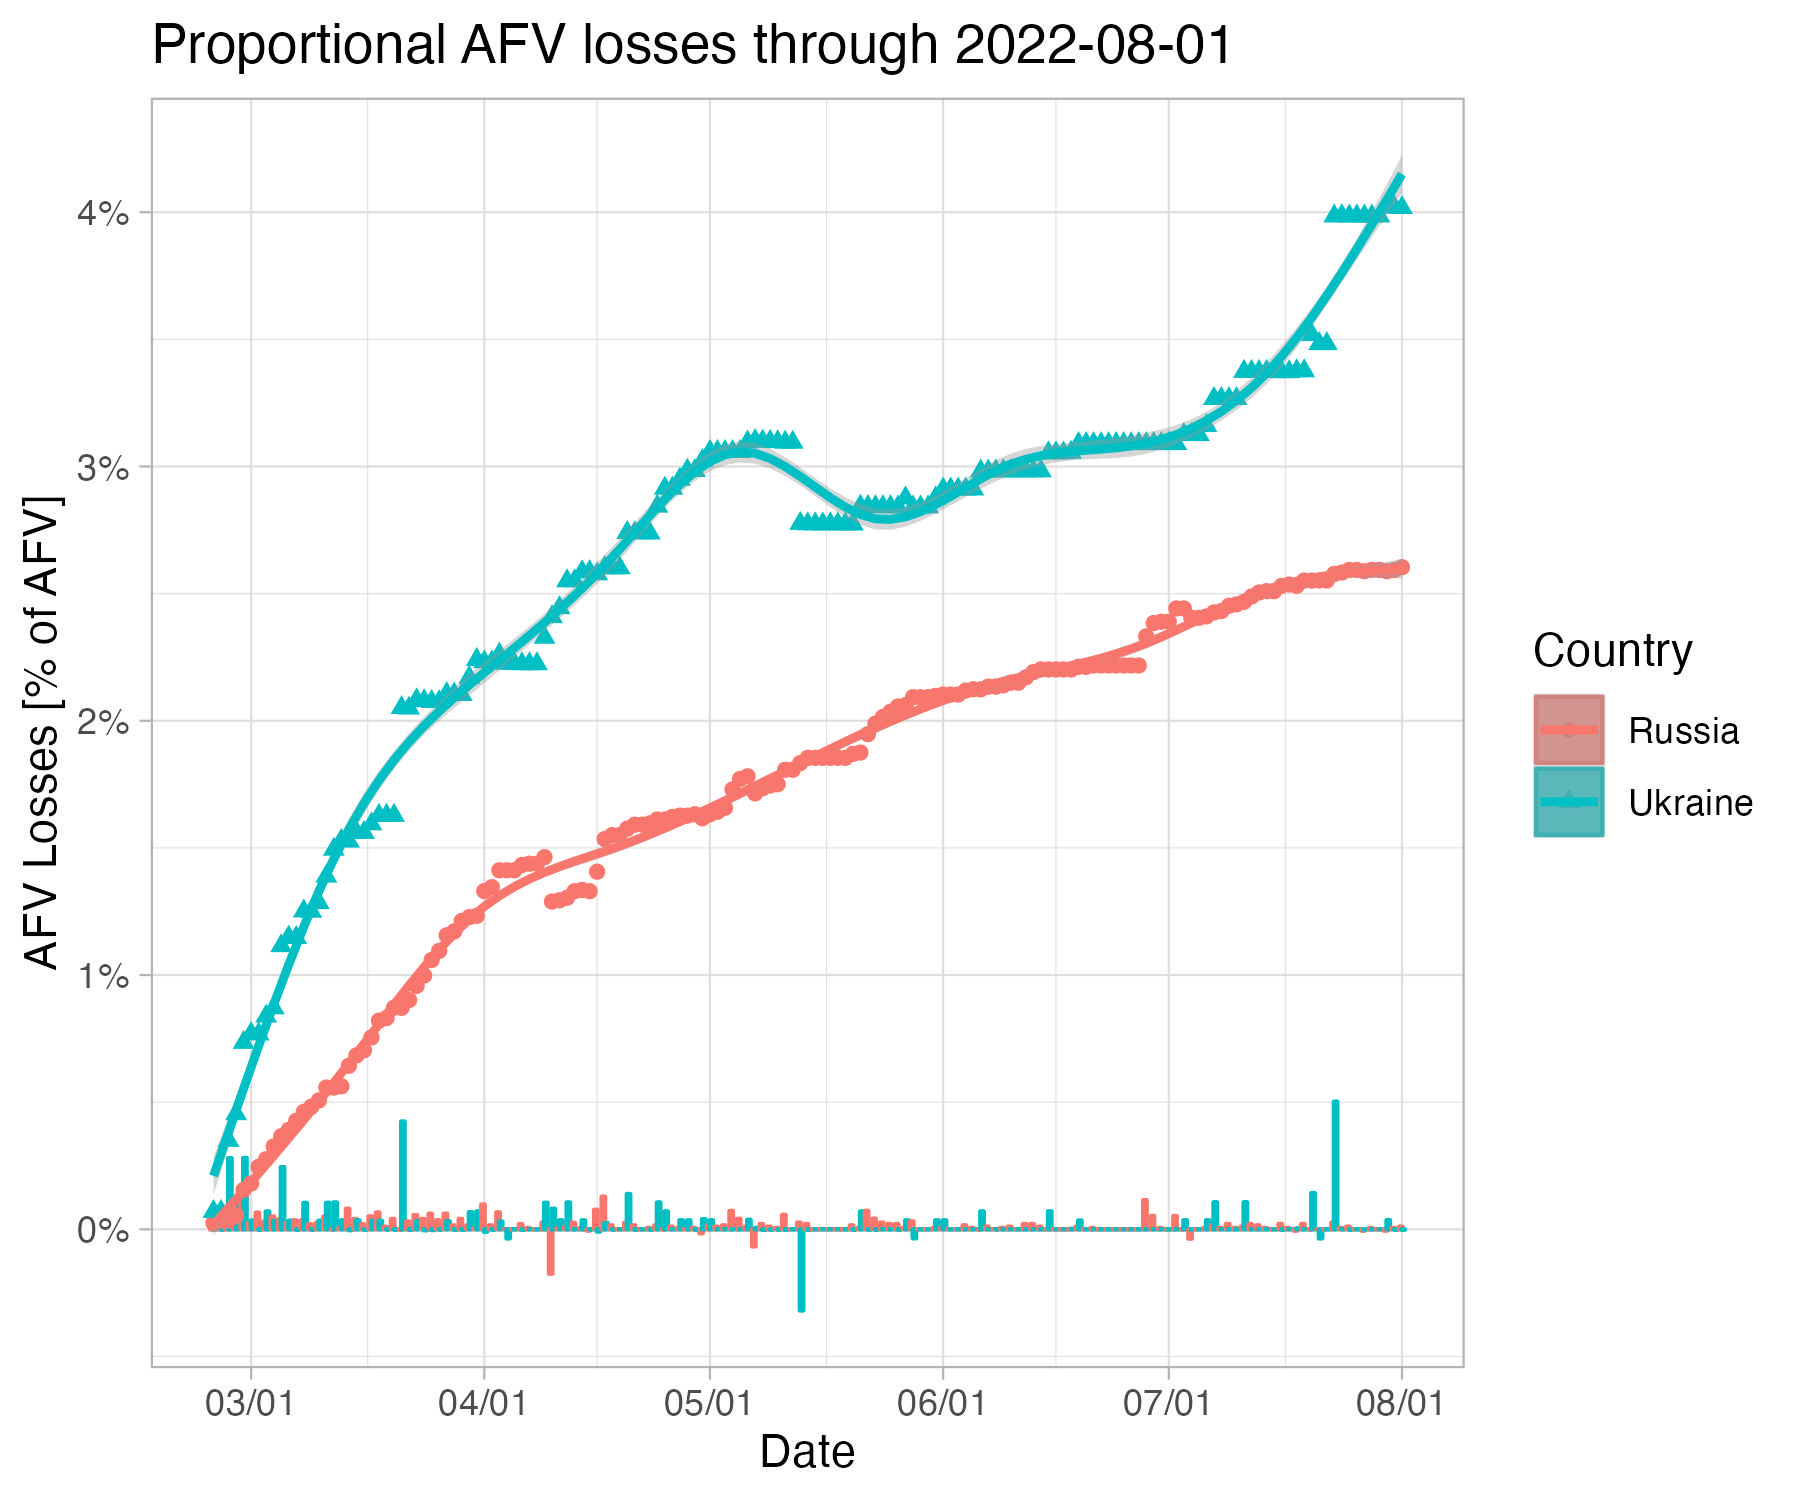 Proportional AFV losses through 2022-08-01
AFV Losses [% of AFV]
4%
3%
2%
1%
0%
03/01
04/01
05/01
06/01
07/01
08/01
Date
Country
Russia
Ukraine